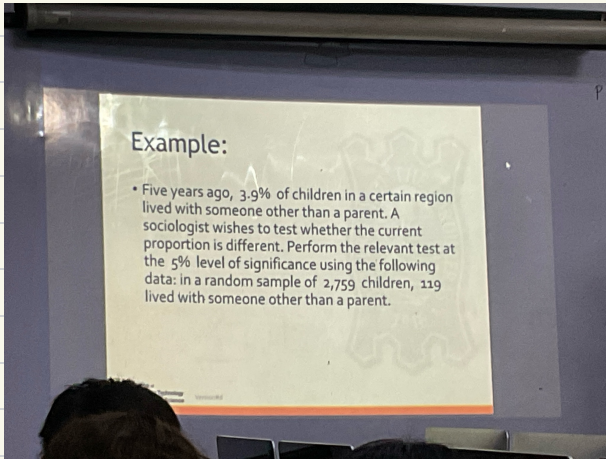 Example:
• Five years ago, 3.9% of children in a certain region
lived with someone other than a parent. A
sociologist wishes to test whether the current
proportion is different. Perform the relevant test at
the 5% level of significance using the following
data: in a random sample of 2,759 children, 119
lived with someone other than a parent.
P